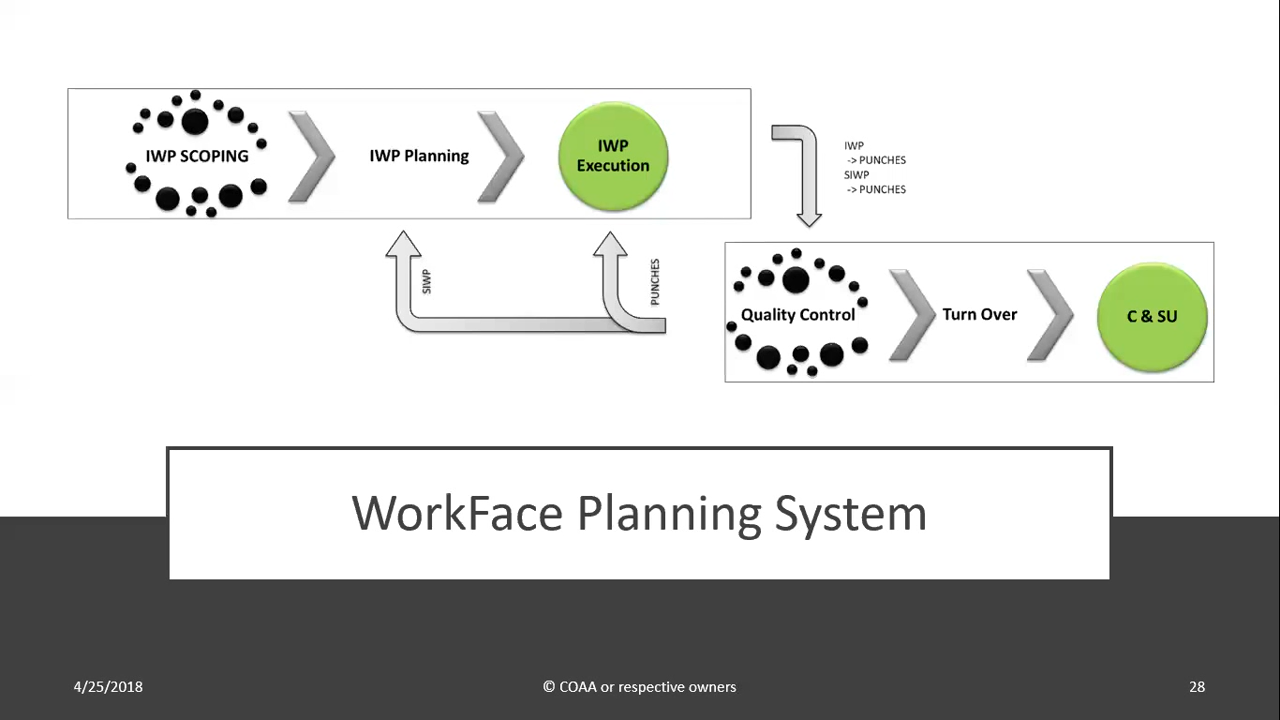 IWP SCOPING
IWP Planning
IWP
Execution
IWP
-> PUNCHES
SIWP
-> PUNCHES
SIWP
PUNCHES
Quality Control
Turn Over
C & SU
WorkFace Planning System
4/25/2018
© COAA or respective owners
28